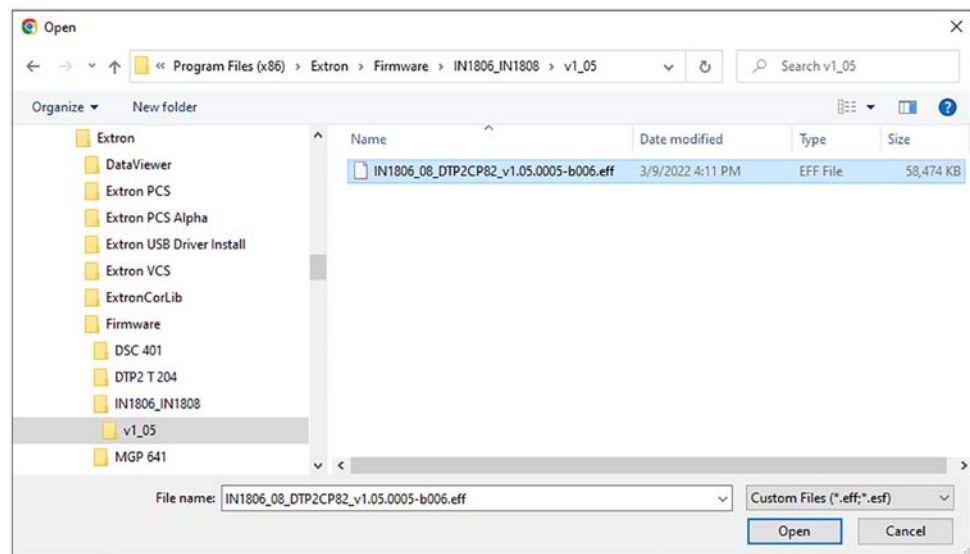 Open
« Program Files (x86) › Extron › Firmware › IN1806_IN1808 › v1_05
Search v1_05
Organize
New folder
Name
Date modified
Type
Size
IN1806_08_DTP2CP82_v1.05.0005-b006.eff
3/9/2022 4:11 PM
EFF File
58,474 KB
Extron
DataViewer
Extron PCS
Extron PCS Alpha
Extron USB Driver Install
Extron VCS
ExtronCorLib
Firmware
DSC 401
DTP2 T 204
IN1806_IN1808
v1_05
MGP 641
File name:
IN1806_08_DTP2CP82_v1.05.0005-b006.eff
Custom Files (*.eff;*.esf)
Open
Cancel